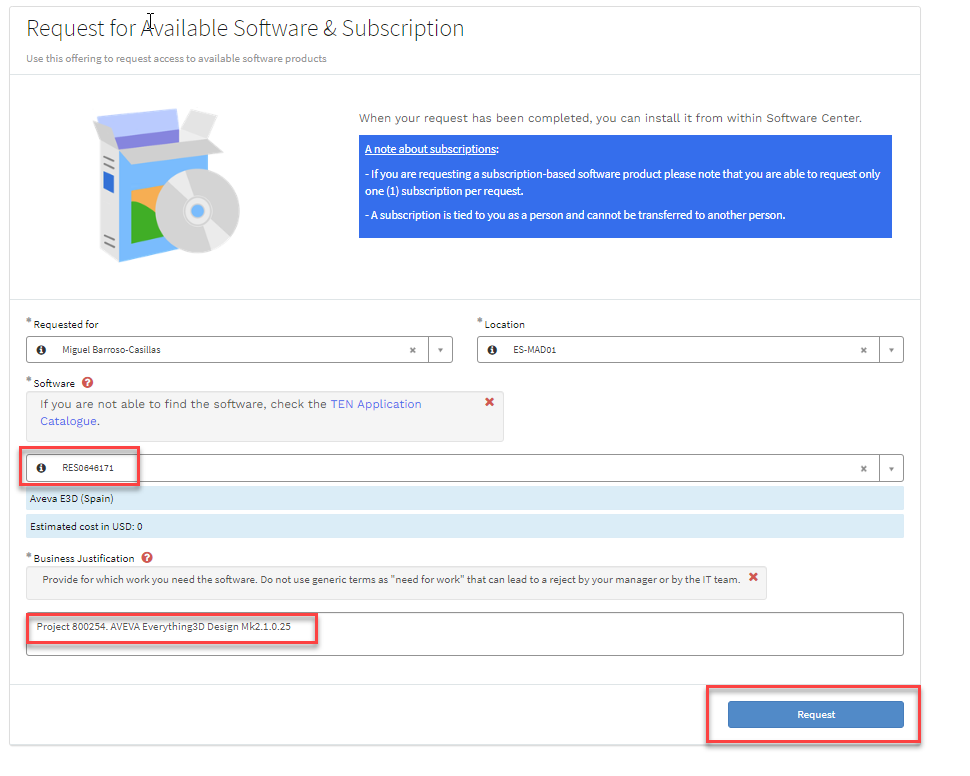 Request for Available Software & Subscription
Use this offering to request access to available software products
When your request has been completed, you can install it from within Software Center.
A note about subscriptions:
- If you are requesting a subscription-based software product please note that you are able to request only
one (1) subscription per request.
- A subscription is tied to you as a person and cannot be transferred to another person.
* Requested for
* Location
Miguel Barroso-Casillas
ES-MAD01
* Software
If you are not able to find the software, check the TEN Application
Catalogue.
RES0646171
Aveva E3D (Spain)
Estimated cost in USD: 0
* Business Justification
Provide for which work you need the software. Do not use generic terms as "need for work" that can lead to a reject by your manager or by the IT team.
Project 800254. AVEVA Everything3D Design Mk2.1.0.25
Request